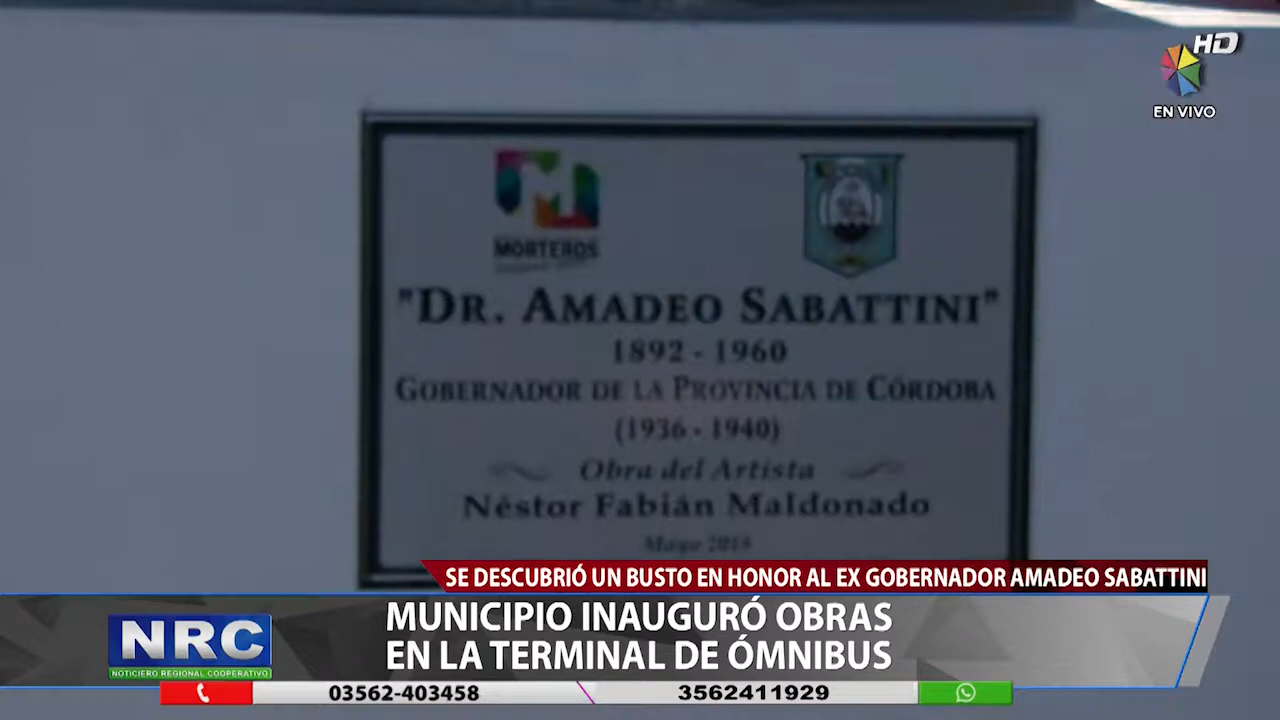 HD
EN VIVO
MORTEROS
"DR. AMADEO SABATTINI"
1892 - 1960
GOBERNADOR DE LA PROVINCIA DE CÓRDOBA
(1936 - 1940)
Obra del Artista
Néstor Fabián Maldonado
SE DESCUBRIÓ UN BUSTO EN HONOR AL EX GOBERNADOR AMADEO SABATTINI
MUNICIPIO INAUGURÓ OBRAS
EN LA TERMINAL DE ÓMNIBUS
NRC
NOTICIERO REGIONAL COOPERATIVO
03562-403458
3562411929